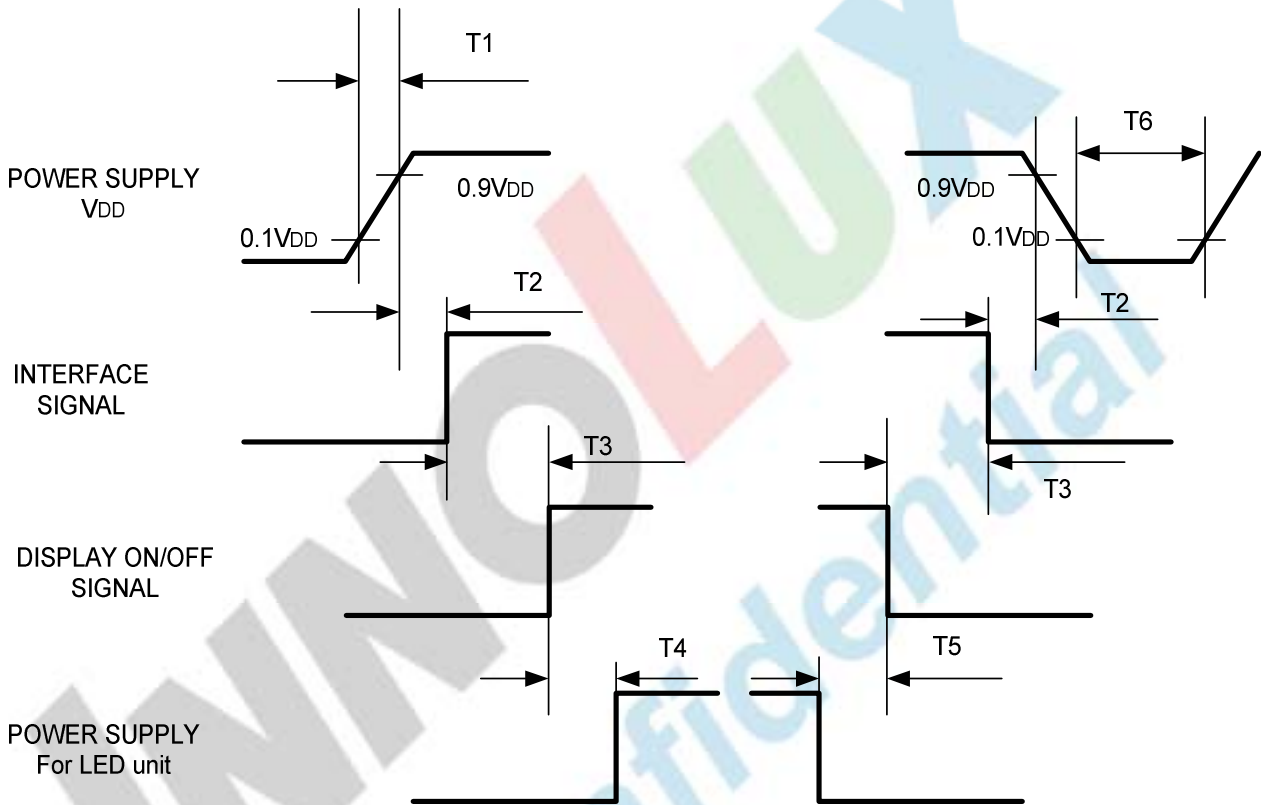 T1
T6
POWER SUPPLY
VDD
0.9VDD
0.9VDD
0.1VDD
0.1VDD
T2
T2
INTERFACE
SIGNAL
T3
T3
DISPLAY ON/OFF
SIGNAL
T4
T5
POWER SUPPLY
For LED unit
INNOLUX
Confidential